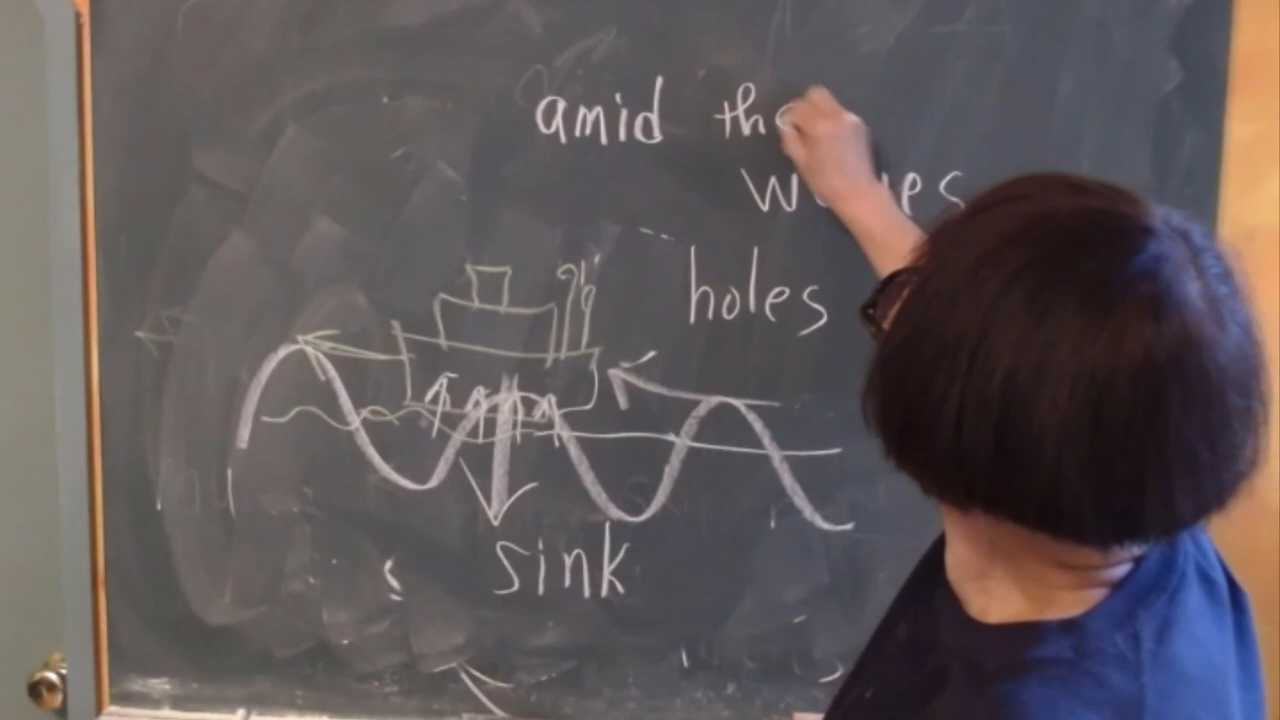 amid the
waves
holes
sink